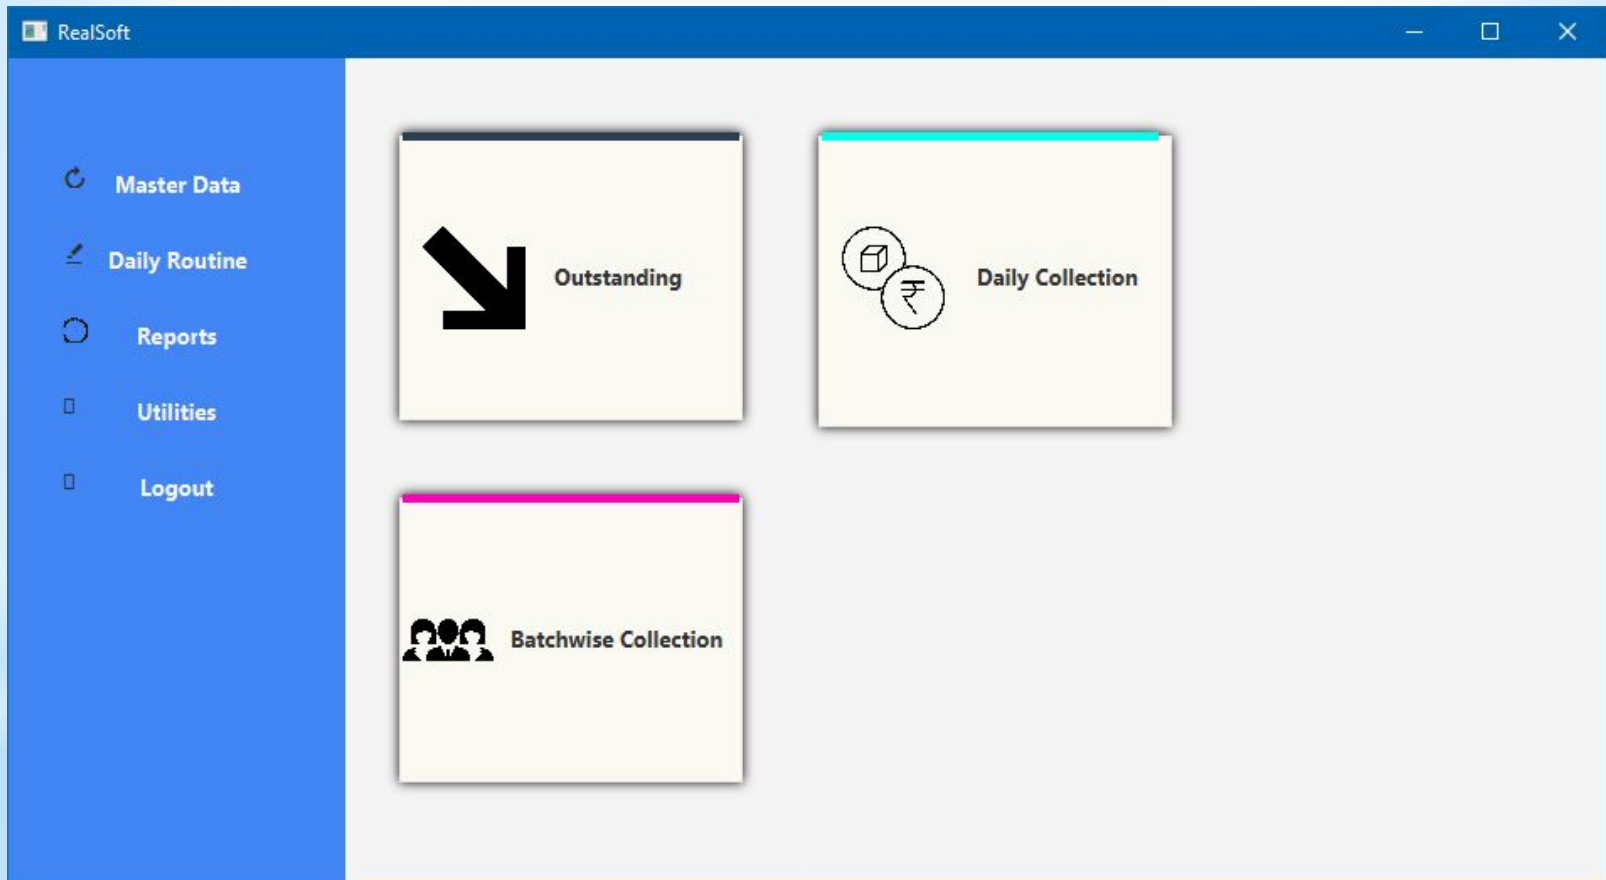 RealSoft
Master Data
Daily Routine
Reports
Utilities
Logout
Outstanding
₹
Daily Collection
Batchwise Collection